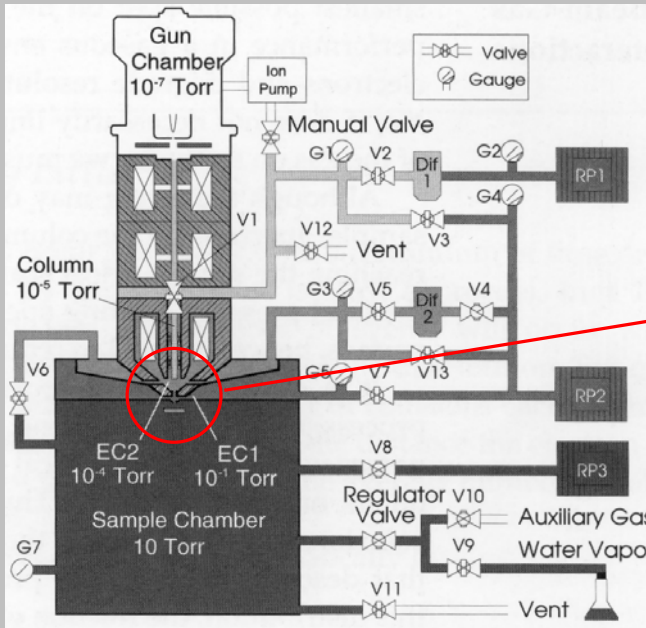 Gun
Chamber
10-7 Torr
Ion
Pump
Valve
Gauge
Manual Valve
G1
V2
Dif
1
G2
RP1
G4
V1
V12
V3
Vent
Column
10-5 Torr
G3
V5
Dif
2
V4
V6
G5
V7
V13
RP2
EC2
10-4 Torr
EC1
10-1 Torr
V8
RP3
Regulator
Valve
V10
Auxiliary Gas
Sample Chamber
10 Torr
V9
Water Vapo
G7
V11
Vent